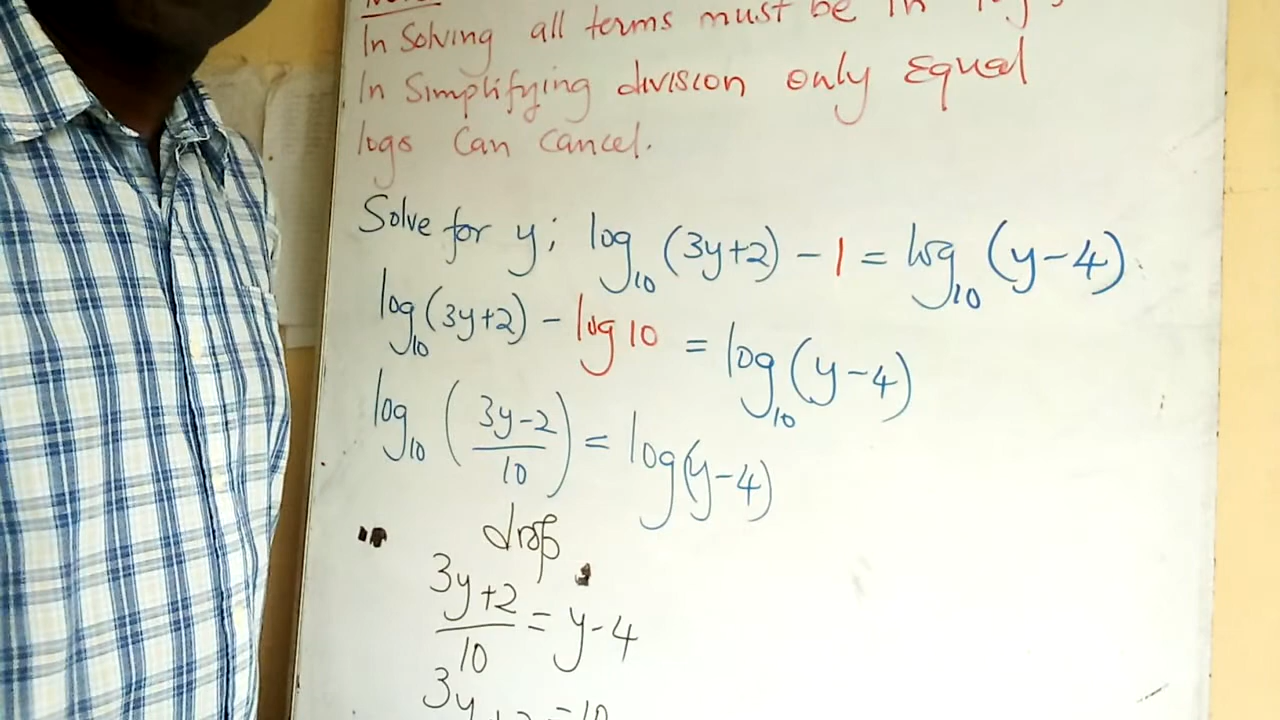 In Solving all terms must be in
In Simplifying division only Equal
logs Can Cancel.
Solve for y; log₁₀ (3y+2) - 1 = log₁₀ (y-4)
log₁₀(3y+2) - log 10 = log₁₀(y-4)
log₁₀ ((3y-2)/10) = log(y-4)
drop
(3y+2)/10 = y-4
3y+2=10